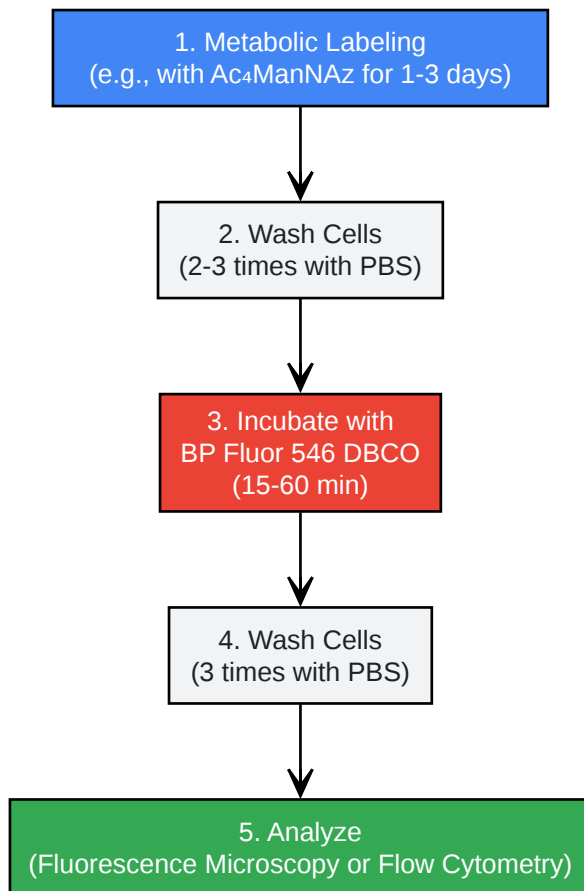 1. Metabolic Labeling
(e.g., with Ac₄ManNAz for 1-3 days)
2. Wash Cells
(2-3 times with PBS)
3. Incubate with
BP Fluor 546 DBCO
(15-60 min)
4. Wash Cells
(3 times with PBS)
5. Analyze
(Fluorescence Microscopy or Flow Cytometry)